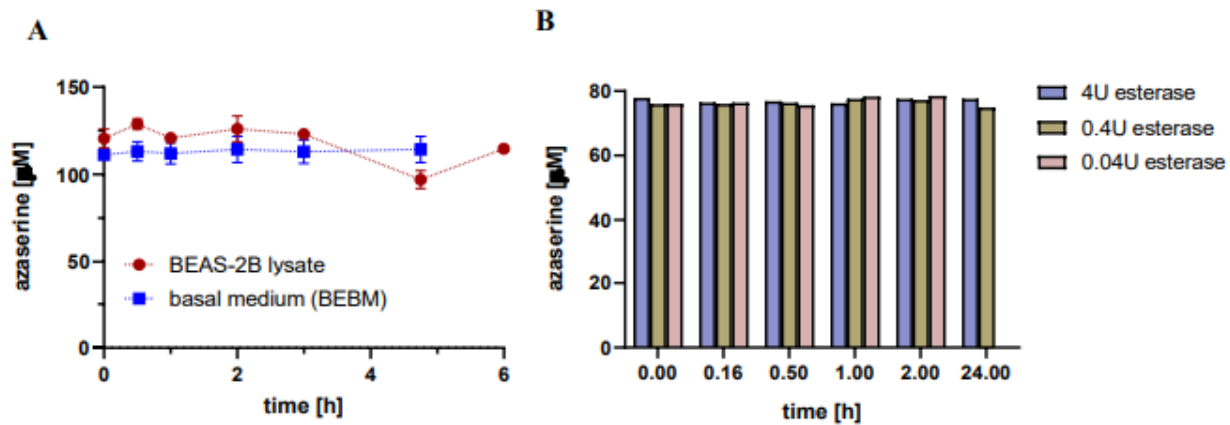 A
B
150
100
50
0
azaserine [µM]
BEAS-2B lysate
basal medium (BEBM)
0
2
4
6
time [h]
80
60
40
20
0
azaserine [µM]
0.00
0.16
0.50
1.00
2.00
24.00
time [h]
4U esterase
0.4U esterase
0.04U esterase